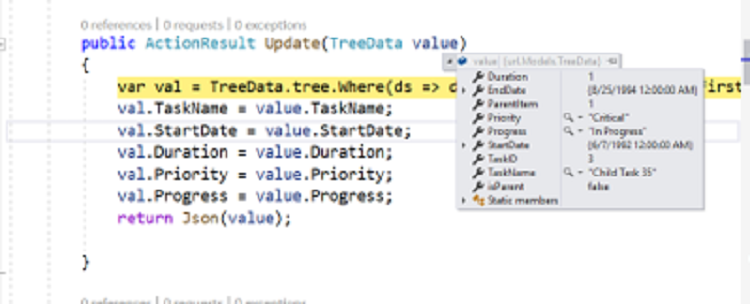 0 references | 0 requests | 0 exceptions
public ActionResult Update(TreeData value)
{
value {url.Models.TreeData}
Duration 1
var val = TreeData.tree.Where(ds => irst
EndDate {8/25/1994 12:00:00 AM}
val.TaskName = value.TaskName;
ParentItem 1
Priority "Critical"
val.StartDate = value.StartDate;
Progress "In Progress"
StartDate {6/7/1992 12:00:00 AM}
val.Duration = value.Duration;
TaskID 3
val.Priority = value.Priority;
TaskName "Child Task 35"
isParent false
val.Progress = value.Progress;
Static members
return Json(value);
}
0 references | 0 requests | 0 exceptions